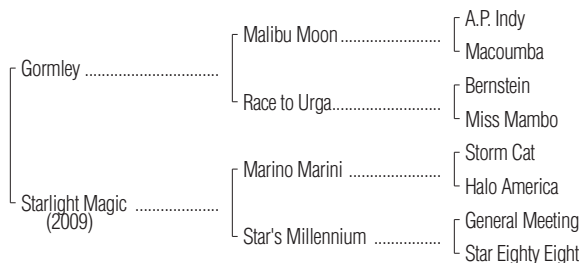 A.P. Indy
Malibu Moon ........................
Macoumba
Gormley ................................
Bernstein
Race to Urga..........................
Miss Mambo
Storm Cat
Marino Marini ......................
Halo America
Starlight Magic ....................
(2009)
General Meeting
Star's Millennium ................
Star Eighty Eight